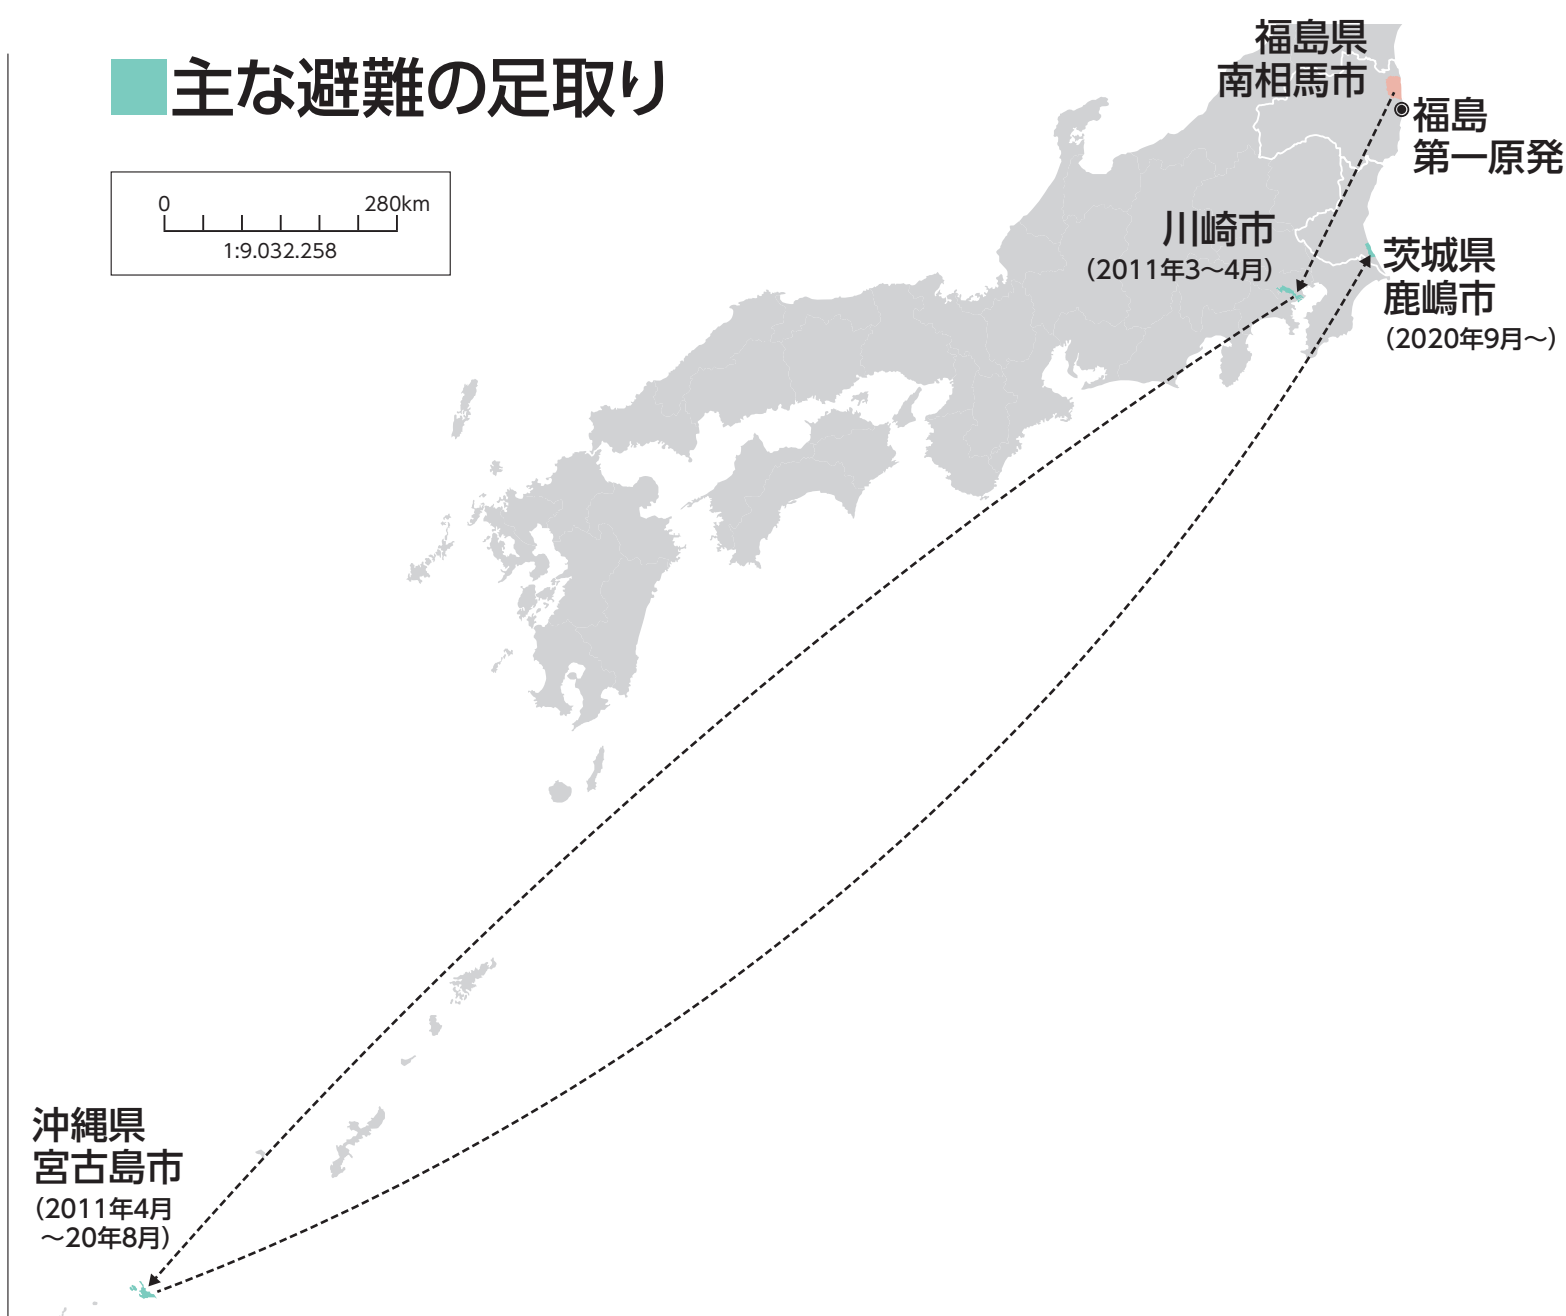 主な避難の足取り
0 280km
1:9.032.258
福島県
南相馬市
福島
第一原発
川崎市
（2011年3〜4月）
茨城県
鹿嶋市
（2020年9月〜）
沖縄県
宮古島市
（2011年4月
〜20年8月）